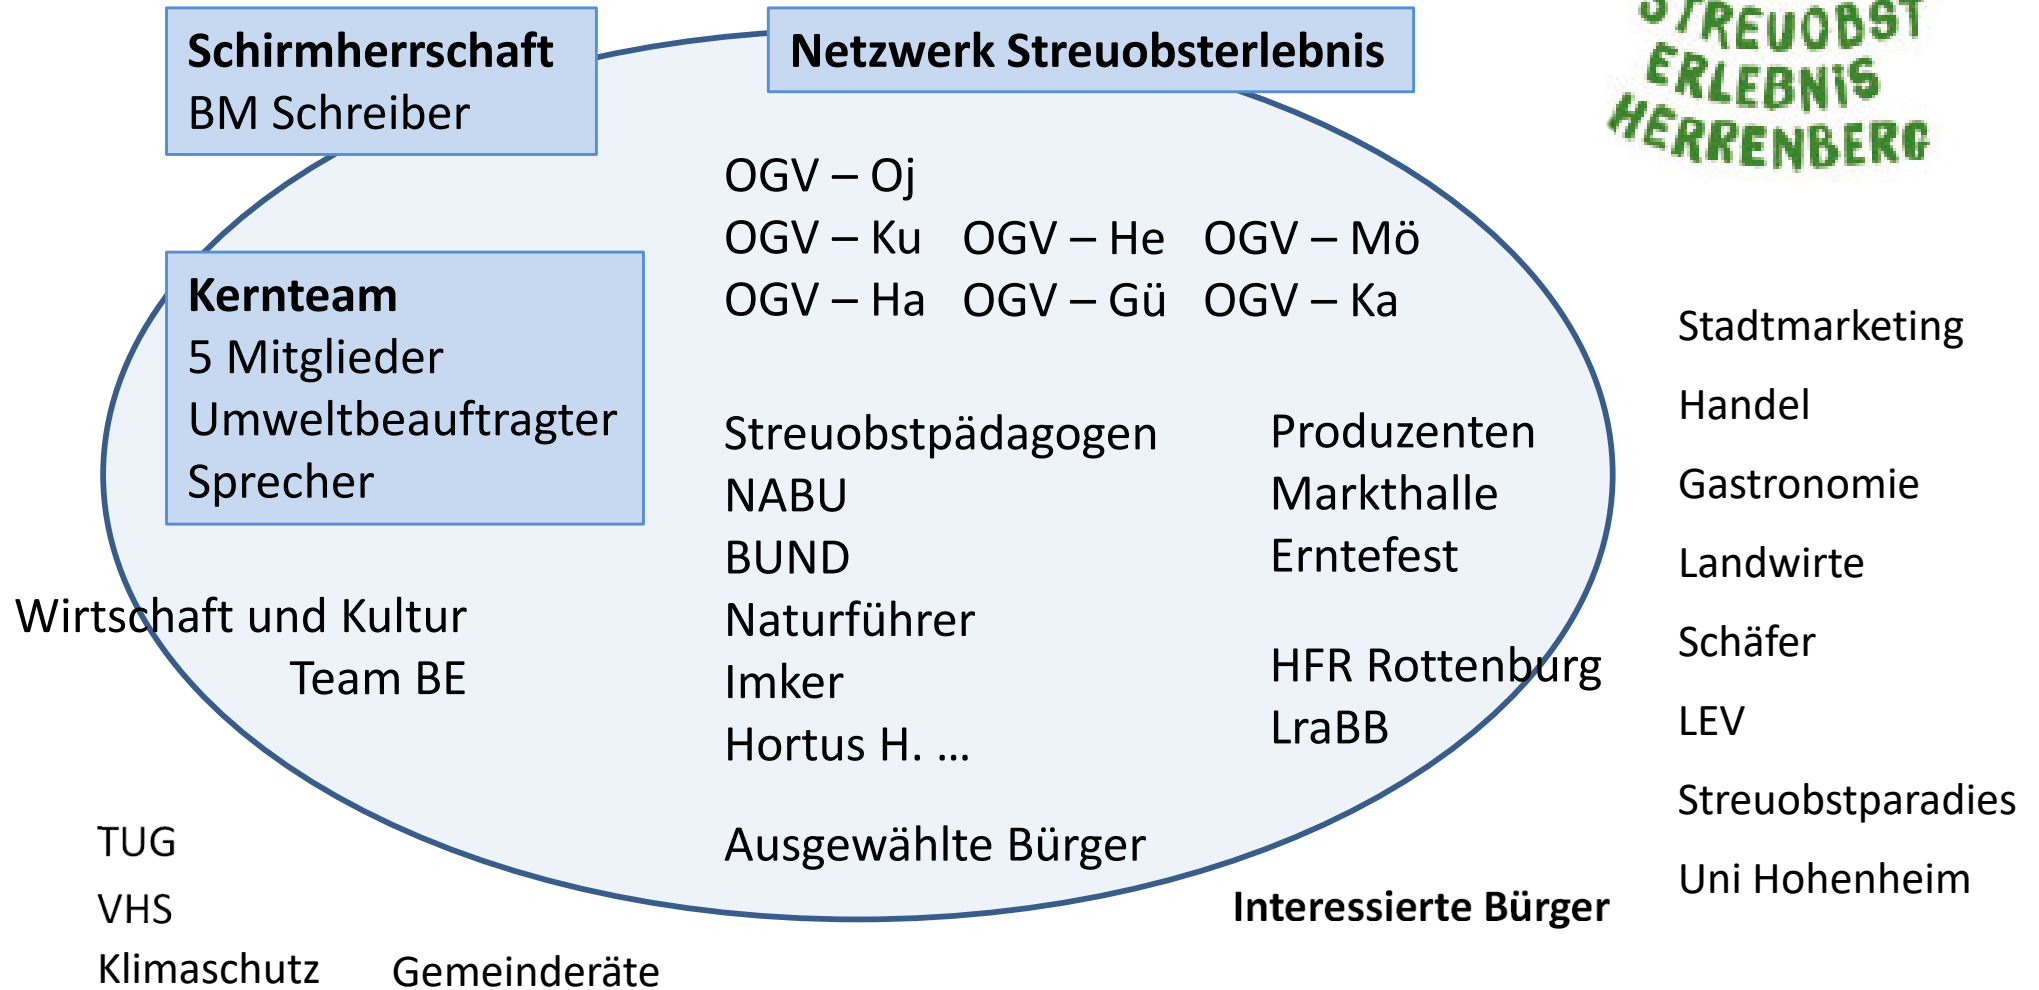 Schirmherrschaft
BM Schreiber
Netzwerk Streuobsterlebnis
STREUOBST
ERLEBNIS
HERRENBERG
OGV – Oj
OGV – Ku OGV – He OGV – Mö
OGV – Ha OGV – Gü OGV – Ka
Kernteam
5 Mitglieder
Umweltbeauftragter
Sprecher
Wirtschaft und Kultur
Team BE
Streuobstpädagogen
NABU
BUND
Naturführer
Imker
Hortus H. …
Ausgewählte Bürger
Produzenten
Markthalle
Erntefest
HFR Rottenburg
LraBB
Stadtmarketing
Handel
Gastronomie
Landwirte
Schäfer
LEV
Streuobstparadies
Uni Hohenheim
Interessierte Bürger
TUG
VHS
Klimaschutz
Gemeinderäte